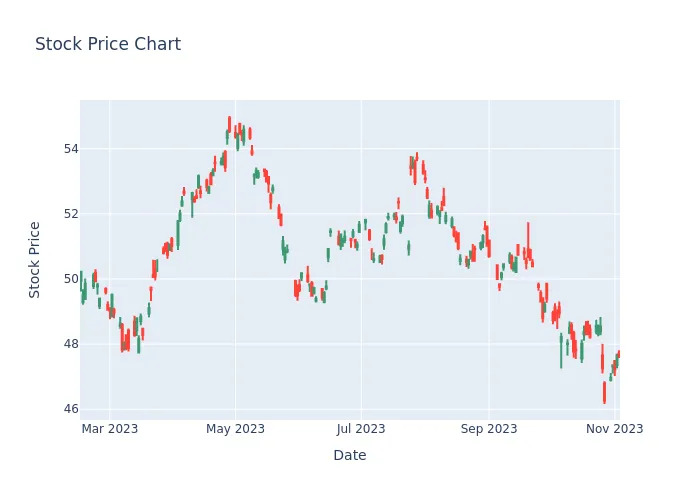 Stock Price Chart
Stock Price
54
52
50
48
46
Mar 2023
May 2023
Jul 2023
Sep 2023
Nov 2023
Date